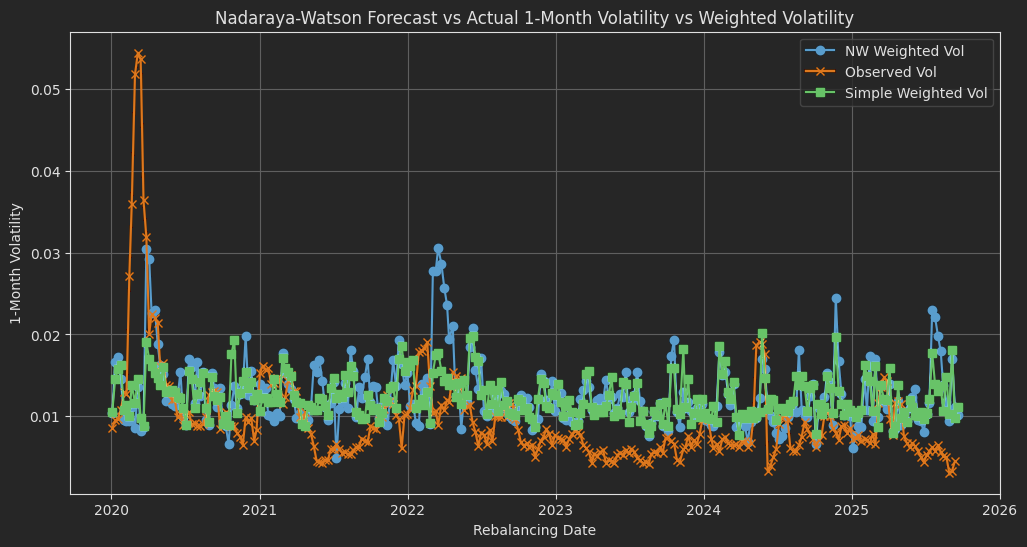 Nadaraya-Watson Forecast vs Actual 1-Month Volatility vs Weighted Volatility
NW Weighted Vol
Observed Vol
Simple Weighted Vol
1-Month Volatility
0.05
0.04
0.03
0.02
0.01
2020 2021 2022 2023 2024 2025 2026
Rebalancing Date